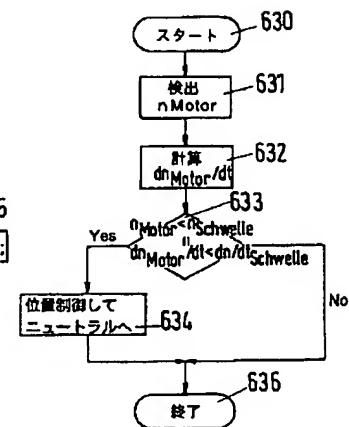 スタート
630
検出
n Motor
631
計算
dnMotor/dt
632
633
nMotor<nSchwelle
"
dnMotor/dt<dn/dtSchwelle
Yes
No
位置制御して
ニュートラルへ
634
終了
636